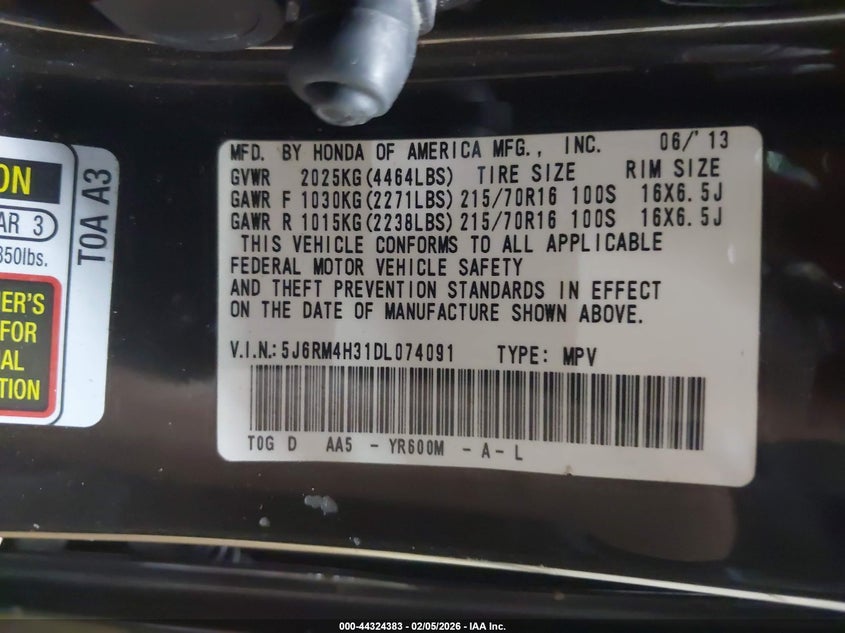 ON
AR 3
350lbs.
ER'S
FOR
AL
TION
T0A A3
MFD. BY HONDA OF AMERICA MFG., INC. 06/'13
GVWR 2025KG(4464LBS) TIRE SIZE RIM SIZE
GAWR F 1030KG(2271LBS) 215/70R16 100S 16X6.5J
GAWR R 1015KG(2238LBS) 215/70R16 100S 16X6.5J
THIS VEHICLE CONFORMS TO ALL APPLICABLE
FEDERAL MOTOR VEHICLE SAFETY
AND THEFT PREVENTION STANDARDS IN EFFECT
ON THE DATE OF MANUFACTURE SHOWN ABOVE.
V.I.N.: 5J6RM4H31DL074091 TYPE: MPV
T0G D AA5 - YR600M - A - L
000-44324383 - 02/05/2026 - IAA Inc.